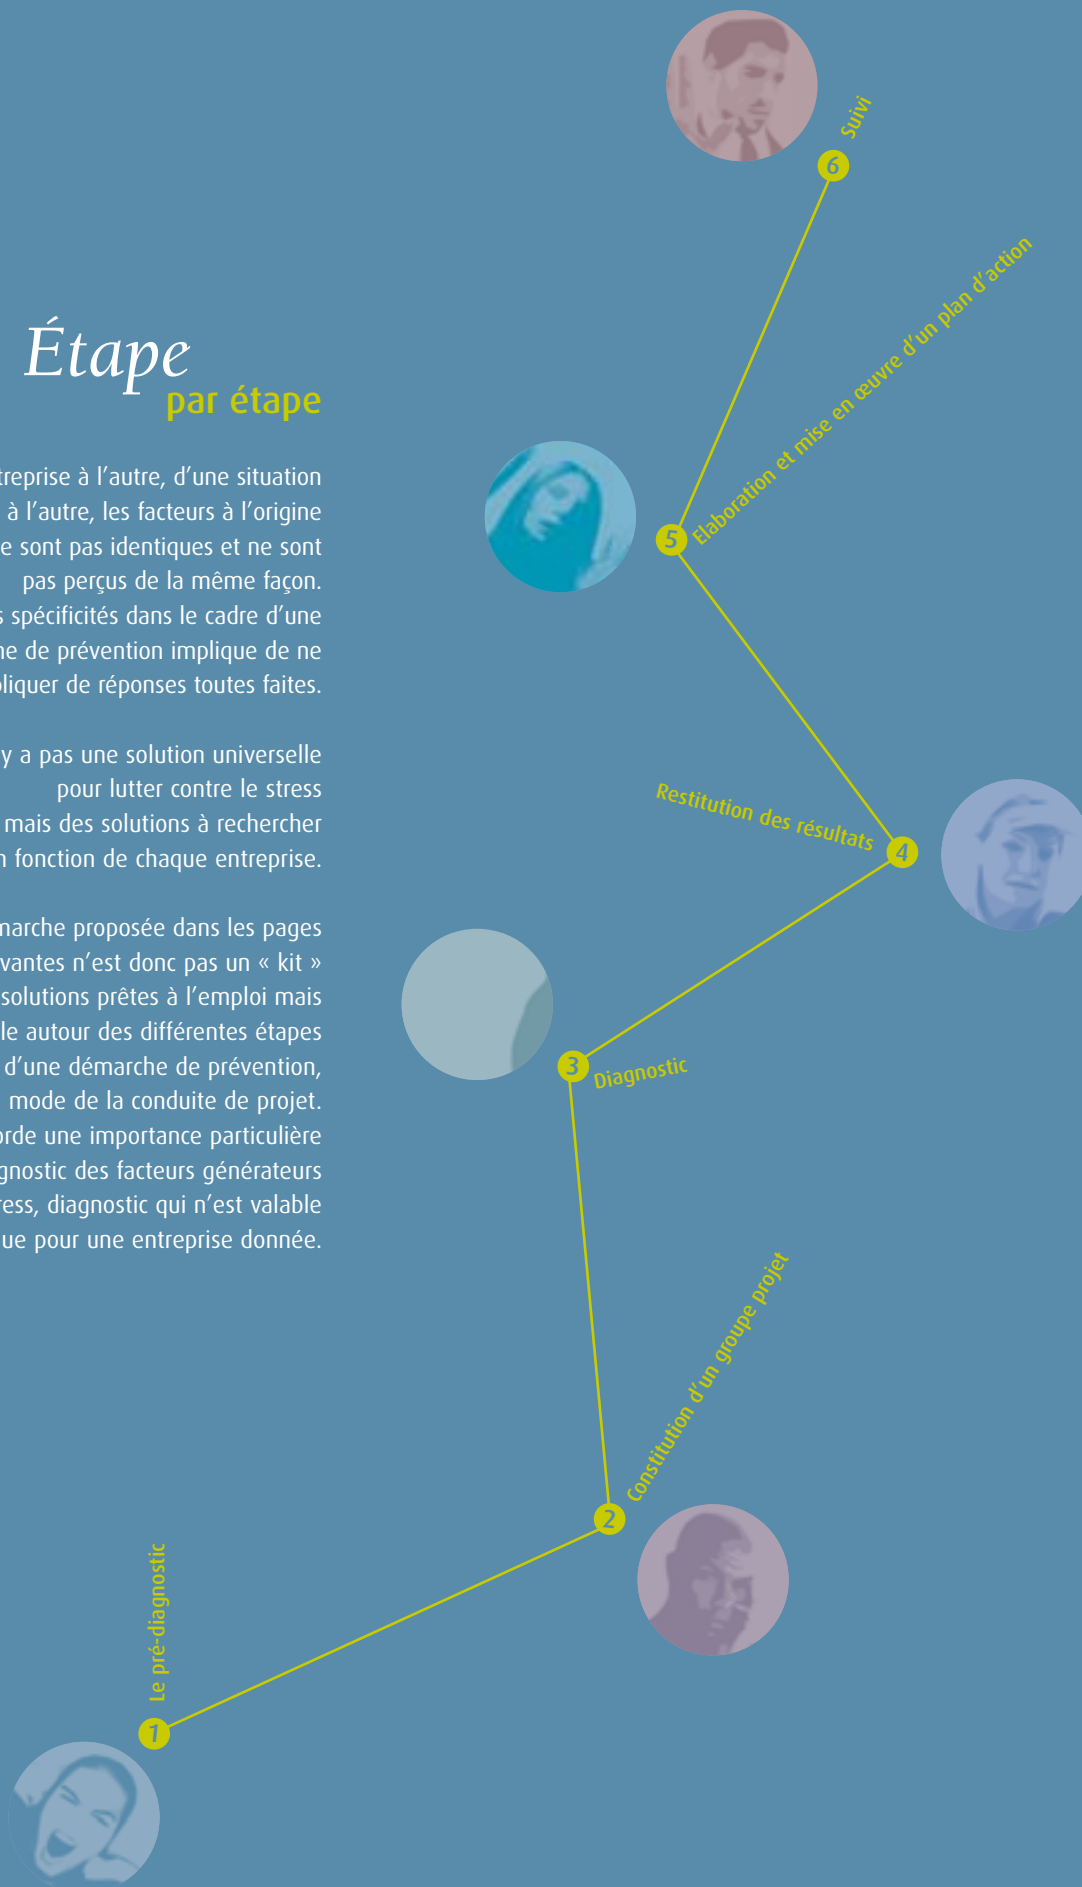 Étape
par étape
treprise à l’autre, d’une situation
à l’autre, les facteurs à l’origine
e sont pas identiques et ne sont
pas perçus de la même façon.
s spécificités dans le cadre d’une
he de prévention implique de ne
pliquer de réponses toutes faites.
y a pas une solution universelle
pour lutter contre le stress
mais des solutions à rechercher
n fonction de chaque entreprise.
marche proposée dans les pages
vantes n’est donc pas un « kit »
solutions prêtes à l’emploi mais
le autour des différentes étapes
d’une démarche de prévention,
mode de la conduite de projet.
orde une importance particulière
gnostic des facteurs générateurs
ress, diagnostic qui n’est valable
ue pour une entreprise donnée.
6 Suivi
5 Elaboration et mise en œuvre d’un plan d’action
Restitution des résultats 4
3 Diagnostic
2 Constitution d’un groupe projet
1 Le pré-diagnostic